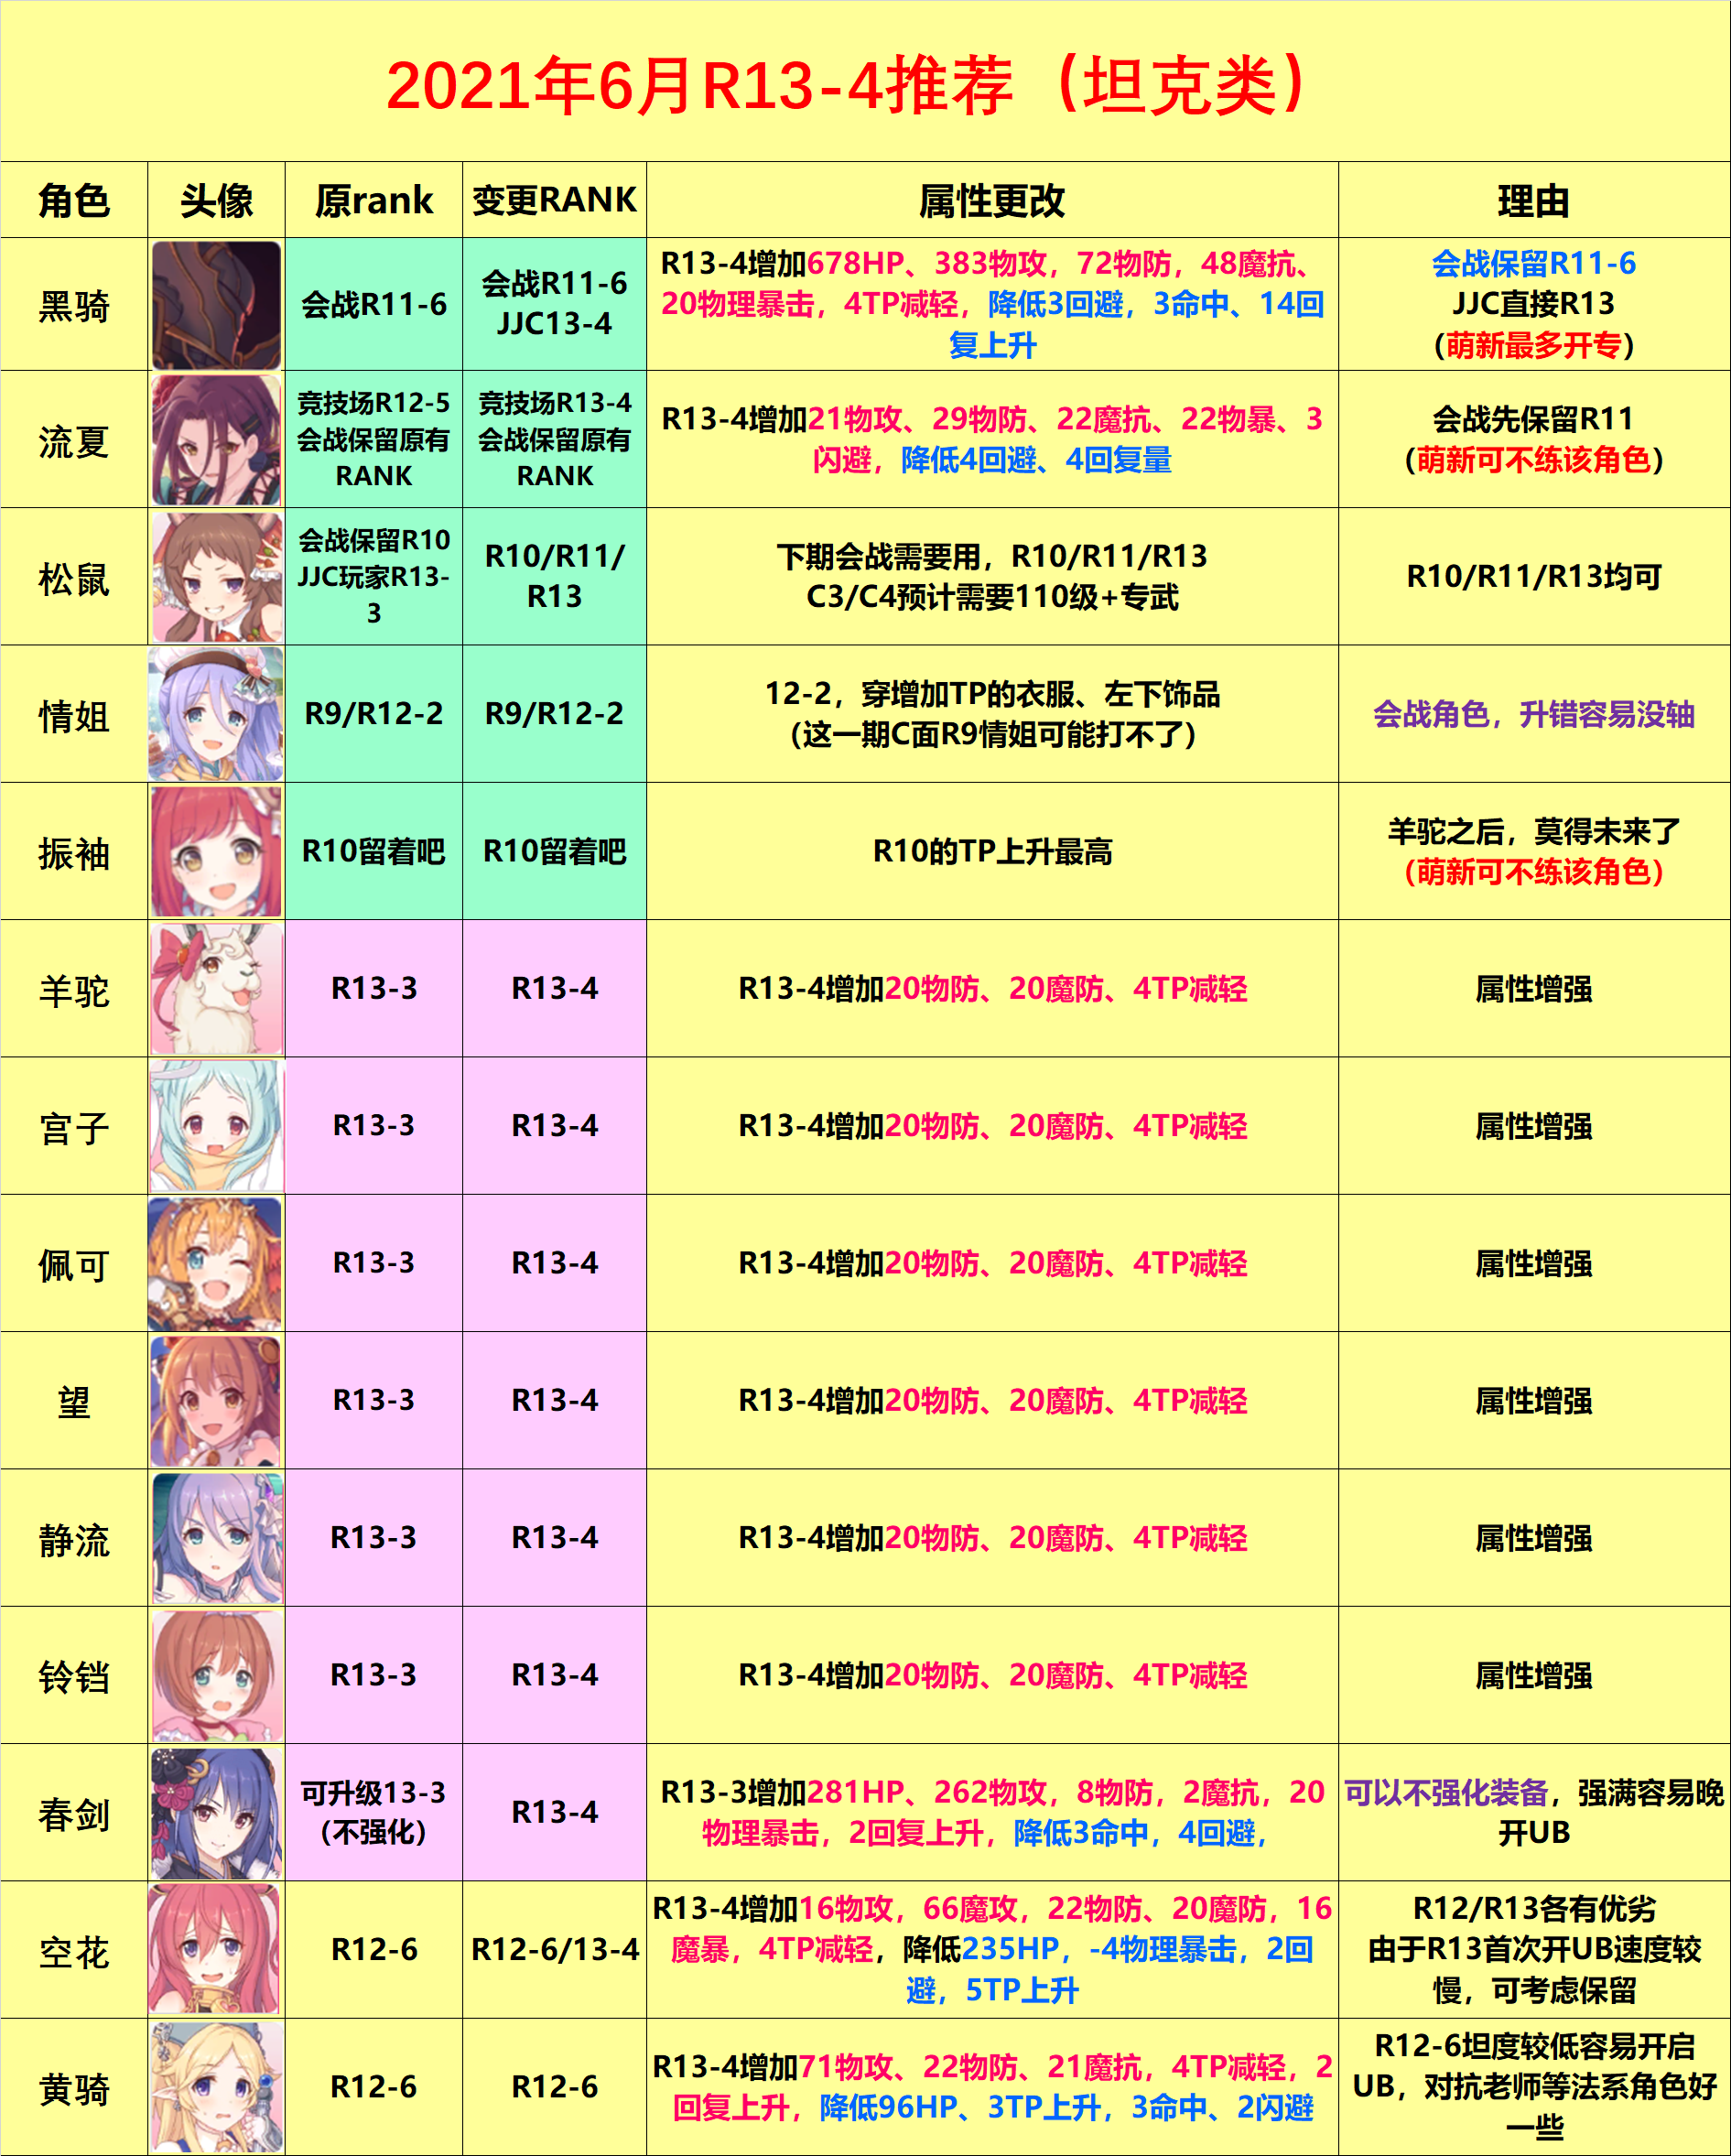 2021年6月R13-4推荐（坦克类）
角色 头像 原rank 变更RANK 属性更改 理由
黑骑
会战R11-6
会战R11-6
JJC13-4
R13-4增加678HP、383物攻，72物防，48魔抗、
20物理暴击，4TP减轻，降低3回避，3命中、14回
复上升
会战保留R11-6
JJC直接R13
（萌新最多开专）
流夏
竞技场R12-5
会战保留原有
RANK
竞技场R13-4
会战保留原有
RANK
R13-4增加21物攻、29物防、22魔抗、22物暴、3
闪避，降低4回避、4回复量
会战先保留R11
（萌新可不练该角色）
松鼠
会战保留R10
JJC玩家R13-
3
R10/R11/
R13
下期会战需要用，R10/R11/R13
C3/C4预计需要110级+专武
R10/R11/R13均可
情姐
R9/R12-2
R9/R12-2
12-2，穿增加TP的衣服、左下饰品
（这一期C面R9情姐可能打不了）
会战角色，升错容易没轴
振袖
R10留着吧
R10留着吧
R10的TP上升最高
羊驼之后，莫得未来了
（萌新可不练该角色）
羊驼
R13-3
R13-4
R13-4增加20物防、20魔防、4TP减轻
属性增强
宫子
R13-3
R13-4
R13-4增加20物防、20魔防、4TP减轻
属性增强
佩可
R13-3
R13-4
R13-4增加20物防、20魔防、4TP减轻
属性增强
望
R13-3
R13-4
R13-4增加20物防、20魔防、4TP减轻
属性增强
静流
R13-3
R13-4
R13-4增加20物防、20魔防、4TP减轻
属性增强
铃铛
R13-3
R13-4
R13-4增加20物防、20魔防、4TP减轻
属性增强
春剑
可升级13-3
（不强化）
R13-4
R13-3增加281HP、262物攻，8物防，2魔抗，20
物理暴击，2回复上升，降低3命中，4回避，
可以不强化装备，强满容易晚
开UB
空花
R12-6
R12-6/13-4
R13-4增加16物攻，66魔攻，22物防、20魔防，16
魔暴，4TP减轻，降低235HP，-4物理暴击，2回
避，5TP上升
R12/R13各有优劣
由于R13首次开UB速度较
慢，可考虑保留
黄骑
R12-6
R12-6
R13-4增加71物攻、22物防、21魔抗，4TP减轻，2
回复上升，降低96HP、3TP上升，3命中、2闪避
R12-6坦度较低容易开启
UB，对抗老师等法系角色好
一些